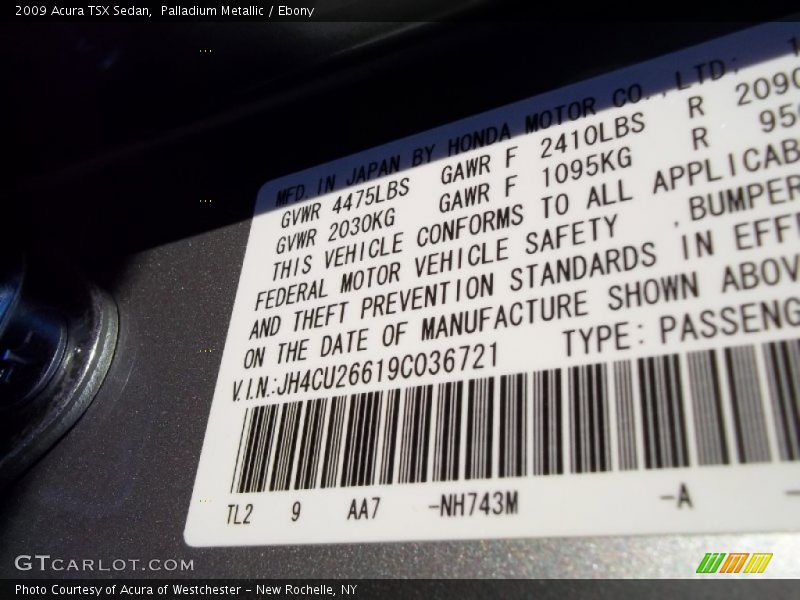 2009 Acura TSX Sedan,  Palladium Metallic / Ebony
MFD. IN JAPAN BY HONDA MOTOR CO., LTD;
GVWR 4475LBS GAWR F 2410LBS R 209
GVWR 2030KG GAWR F 1095KG R 95
THIS VEHICLE CONFORMS TO ALL APPLICAB
FEDERAL MOTOR VEHICLE SAFETY ,BUMPER
AND THEFT PREVENTION STANDARDS IN EFF
ON THE DATE OF MANUFACTURE SHOWN ABOV
V.I.N.:JH4CU26619C036721 TYPE: PASSENG
TL2 9 AA7 -NH743M -A -
GTCARLOT.COM
Photo Courtesy of Acura of Westchester - New Rochelle, NY